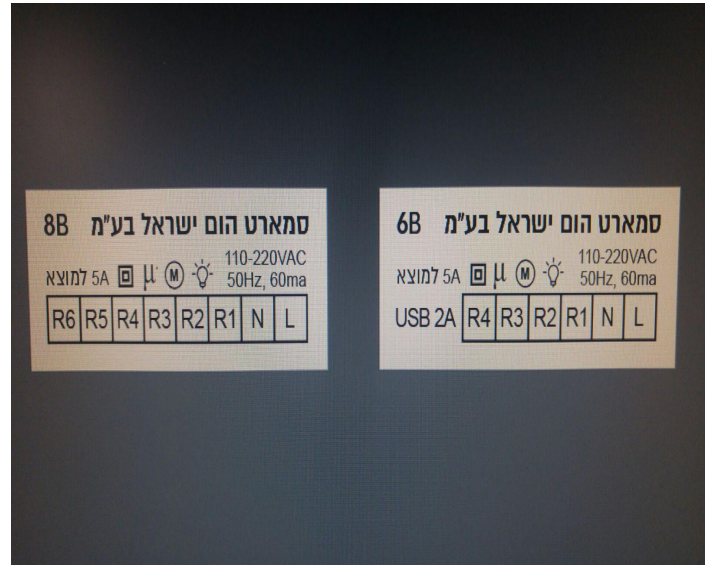 סמארט הום ישראל בע"מ 8B
110-220VAC
50Hz, 60ma
μ M 5A למוצא
R6 R5 R4 R3 R2 R1 N L
סמארט הום ישראל בע"מ 6B
110-220VAC
50Hz, 60ma
μ M 5A למוצא
USB 2A R4 R3 R2 R1 N L